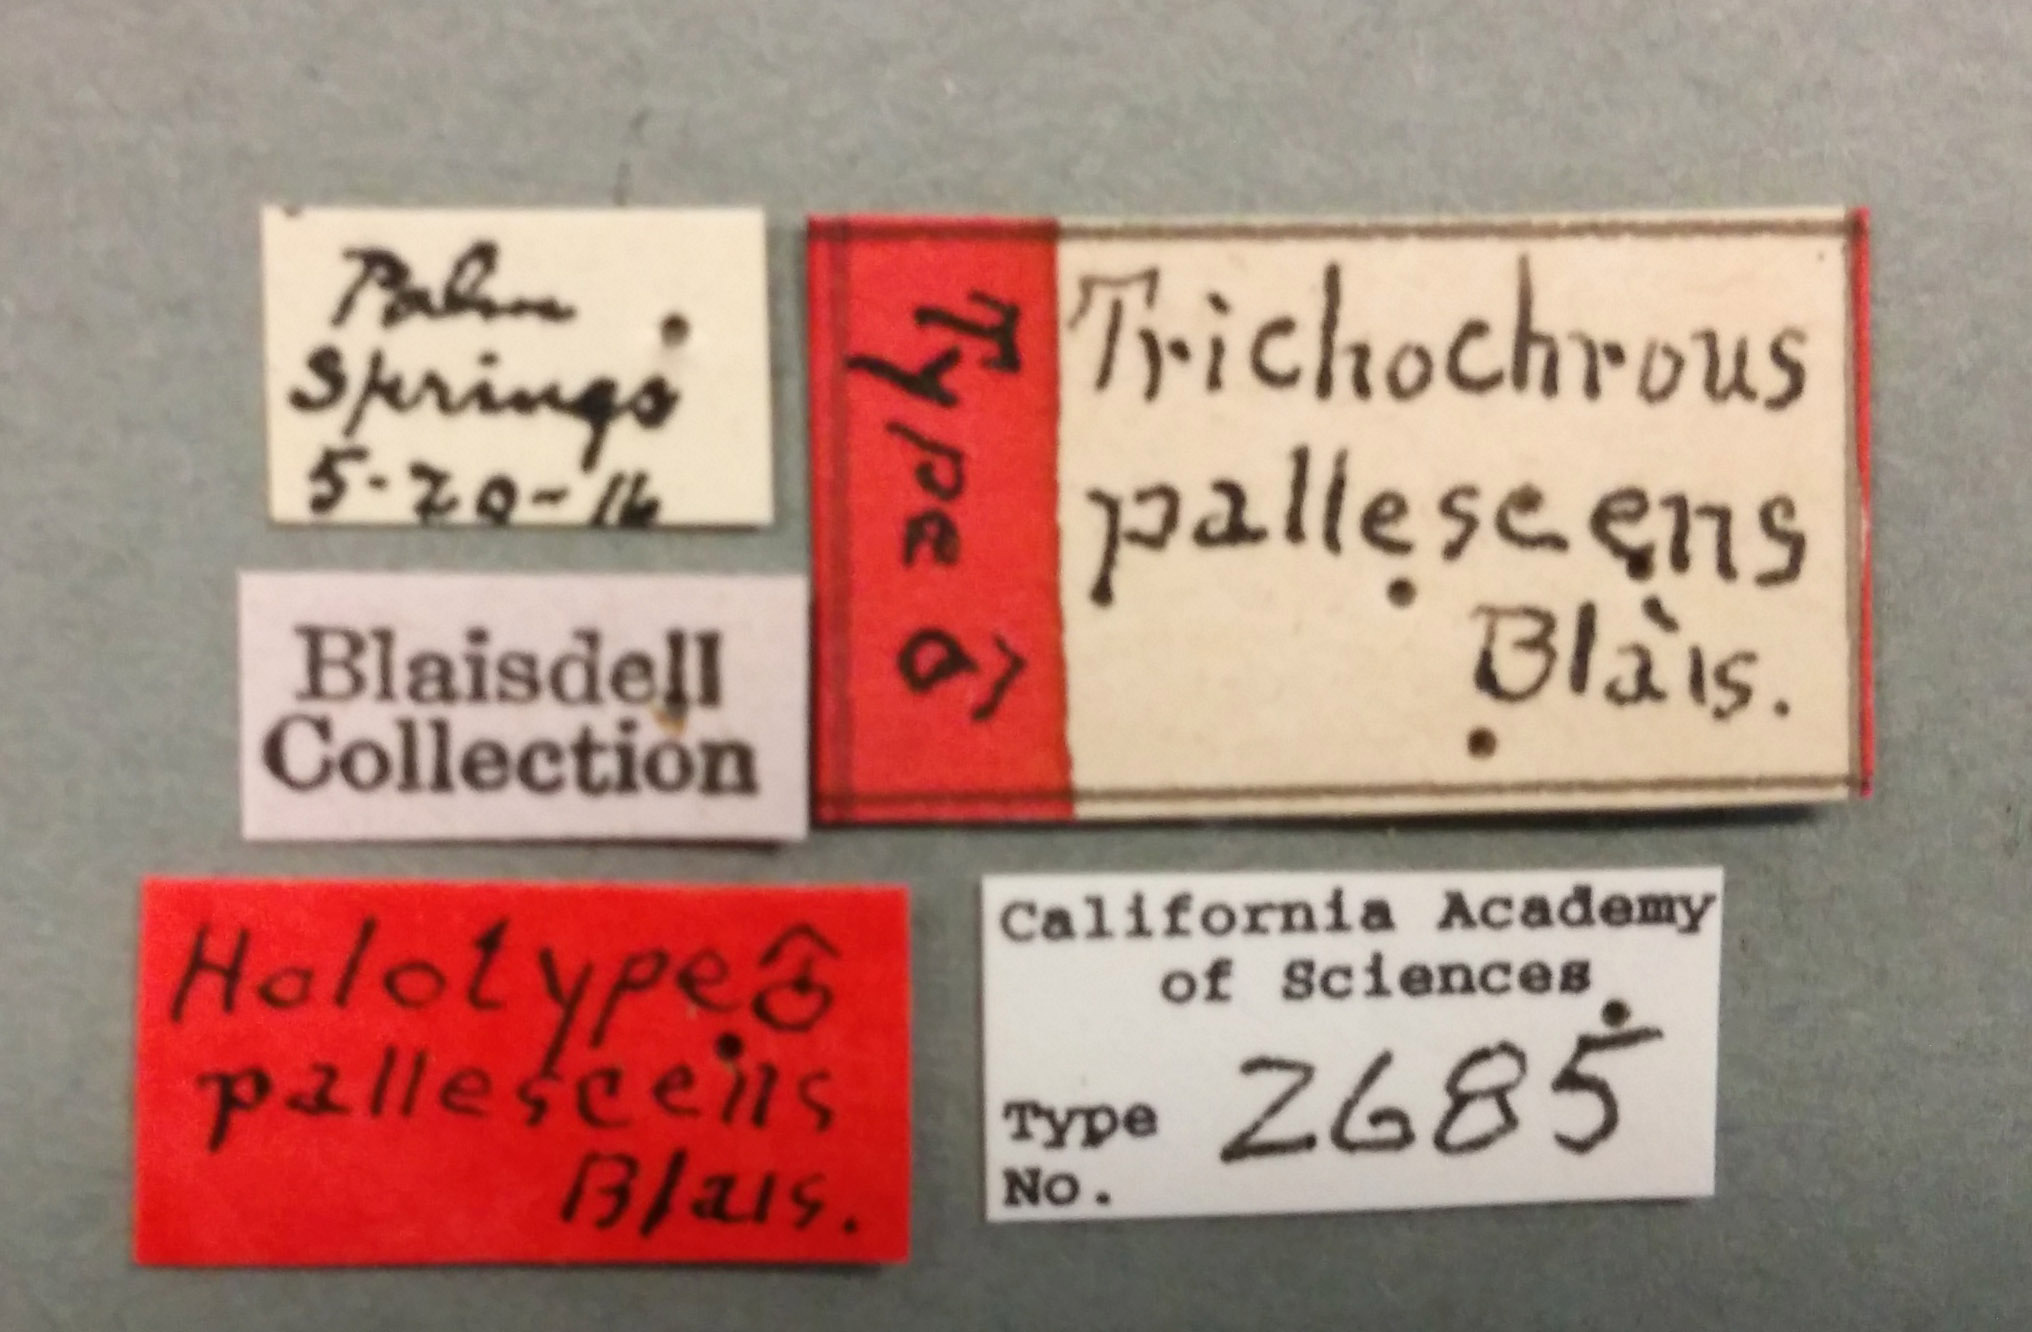 Palm
Springs
5-20-16
Type ♂
Trichochrous
pallescens
Blais.
Blaisdell
Collection
Holotype ♂
pallescens
Blais.
California Academy
of Sciences
Type
No. 2685